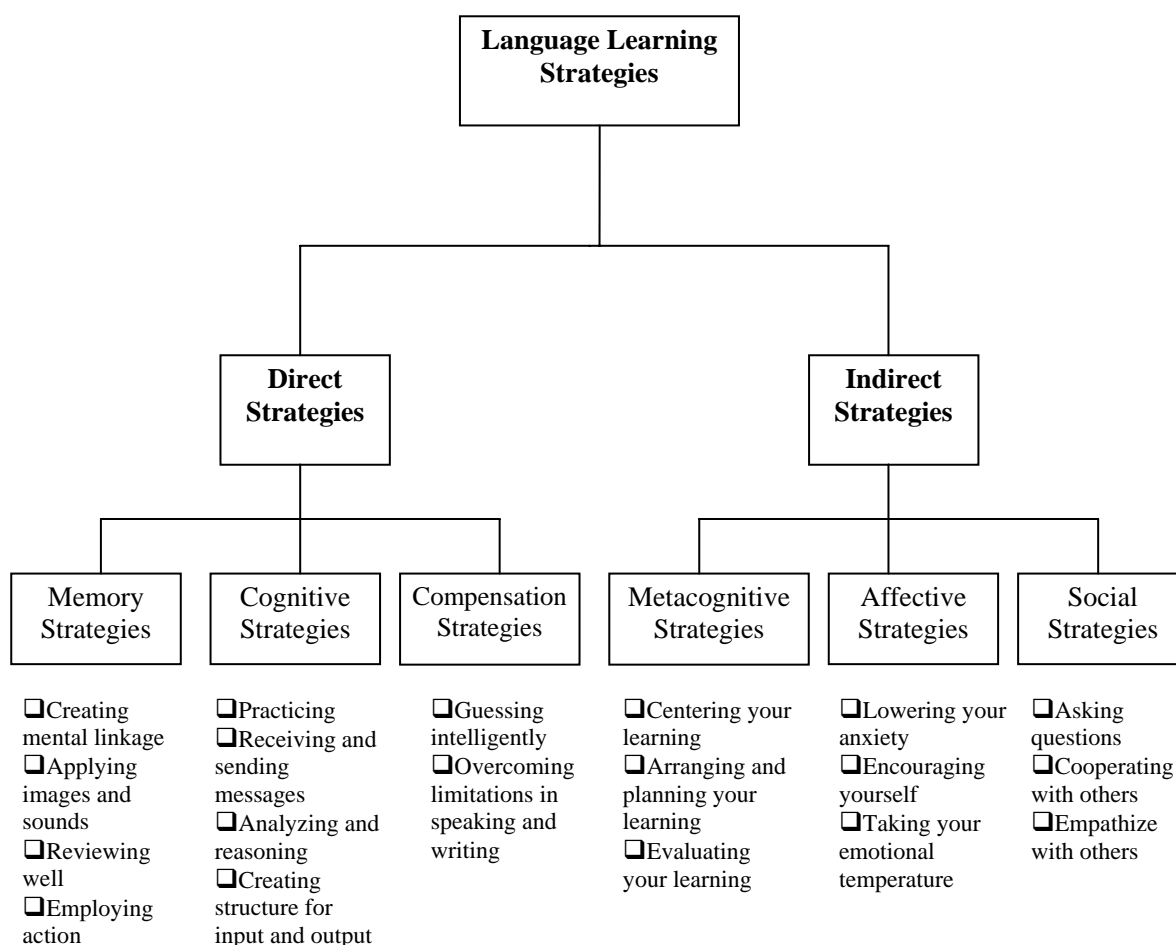 Language Learning
Strategies
Direct
Strategies
Indirect
Strategies
Memory
Strategies
Cognitive
Strategies
Compensation
Strategies
Metacognitive
Strategies
Affective
Strategies
Social
Strategies
❑Creating
mental linkage
❑Applying
images and
sounds
❑Reviewing
well
❑Employing
action
❑Practicing
❑Receiving and
sending
messages
❑Analyzing and
reasoning
❑Creating
structure for
input and output
❑Guessing
intelligently
❑Overcoming
limitations in
speaking and
writing
❑Centering your
learning
❑Arranging and
planning your
learning
❑Evaluating
your learning
❑Lowering your
anxiety
❑Encouraging
yourself
❑Taking your
emotional
temperature
❑Asking
questions
❑Cooperating
with others
❑Empathize
with others